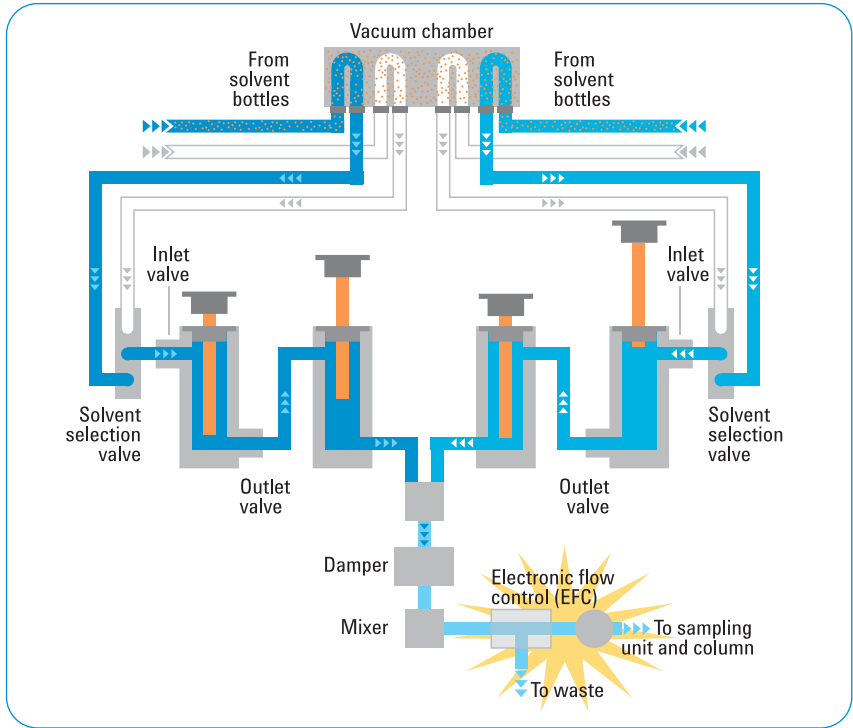 Vacuum chamber
From
solvent
bottles
From
solvent
bottles
Inlet
valve
Inlet
valve
Solvent
selection
valve
Solvent
selection
valve
Outlet
valve
Outlet
valve
Damper
Electronic flow
control (EFC)
Mixer
To sampling
unit and column
To waste